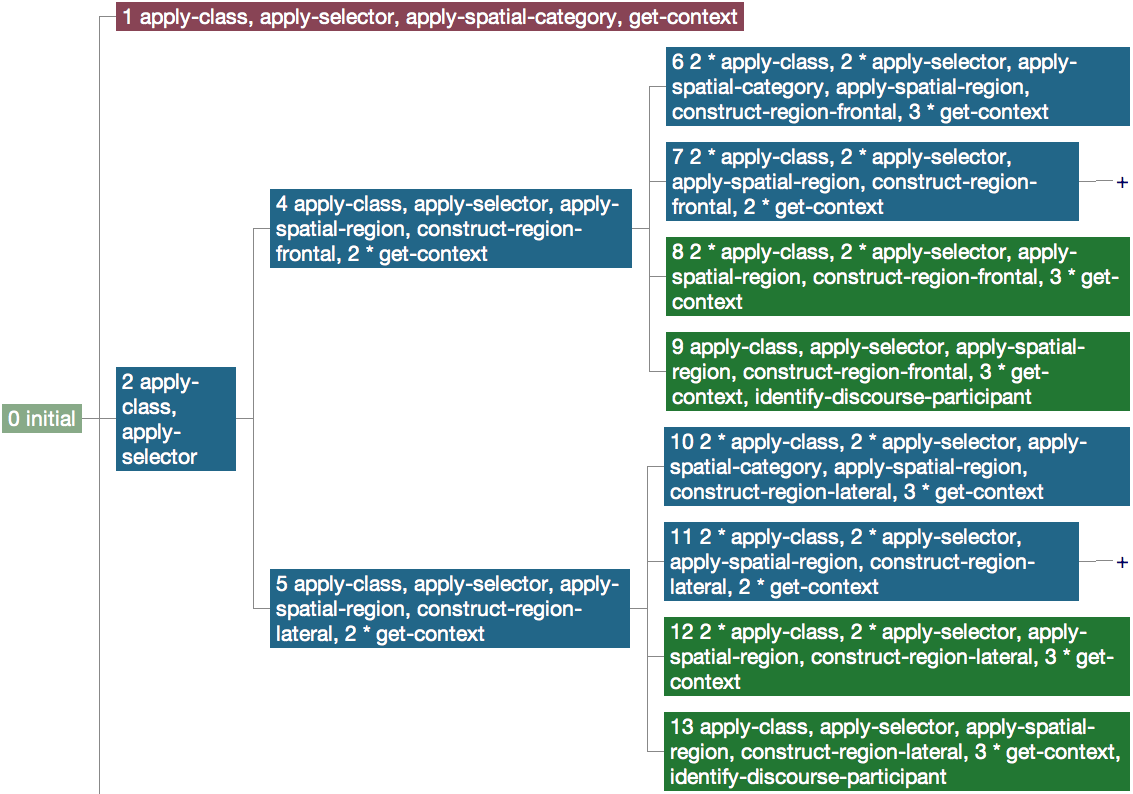 1 apply-class, apply-selector, apply-spatial-category, get-context
6 2 * apply-class, 2 * apply-selector, apply-
spatial-category, apply-spatial-region,
construct-region-frontal, 3 * get-context
7 2 * apply-class, 2 * apply-selector,
apply-spatial-region, construct-region-
frontal, 2 * get-context
+
4 apply-class, apply-selector, apply-
spatial-region, construct-region-
frontal, 2 * get-context
8 2 * apply-class, 2 * apply-selector, apply-
spatial-region, construct-region-frontal, 3 * get-
context
9 apply-class, apply-selector, apply-spatial-
region, construct-region-frontal, 3 * get-
context, identify-discourse-participant
0 initial
2 apply-
class,
apply-
selector
10 2 * apply-class, 2 * apply-selector, apply-
spatial-category, apply-spatial-region,
construct-region-lateral, 3 * get-context
11 2 * apply-class, 2 * apply-selector,
apply-spatial-region, construct-region-
lateral, 2 * get-context
+
5 apply-class, apply-selector, apply-
spatial-region, construct-region-
lateral, 2 * get-context
12 2 * apply-class, 2 * apply-selector, apply-
spatial-region, construct-region-lateral, 3 * get-
context
13 apply-class, apply-selector, apply-spatial-
region, construct-region-lateral, 3 * get-context,
identify-discourse-participant